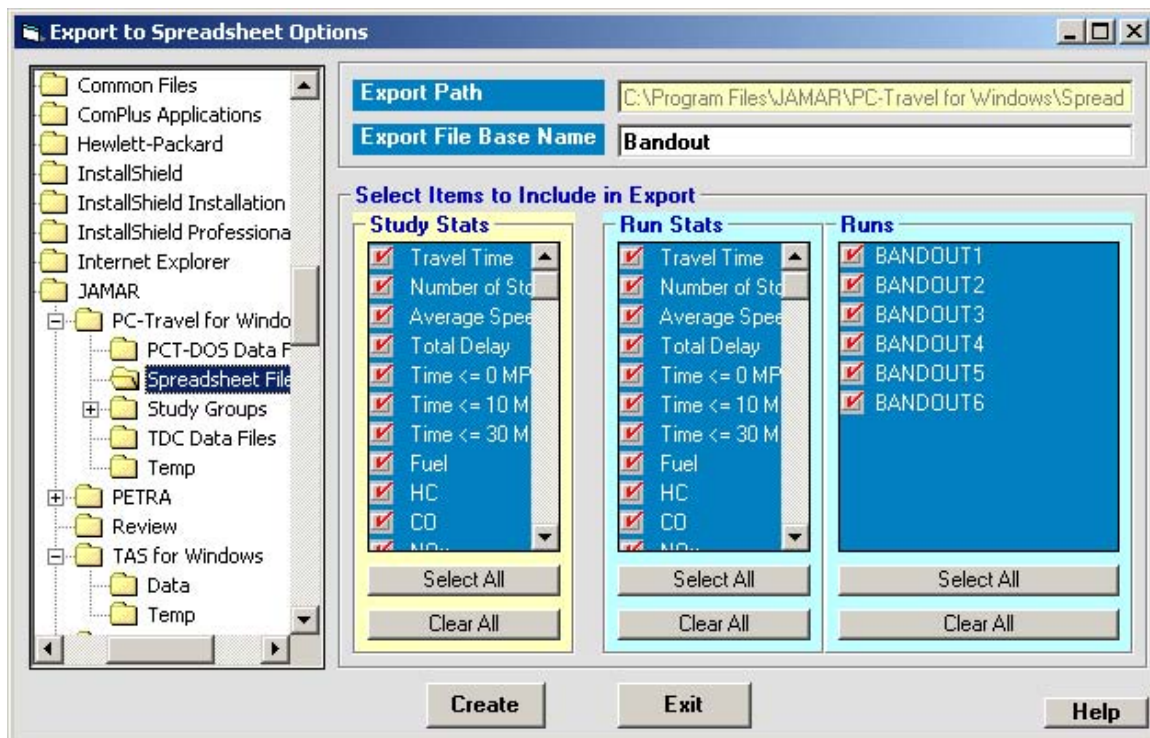 Export to Spreadsheet Options
Common Files
ComPlus Applications
Hewlett-Packard
InstallShield
InstallShield Installation
InstallShield Professiona
Internet Explorer
JAMAR
PC-Travel for Windo
PCT-DOS Data F
Spreadsheet File
Study Groups
TDC Data Files
Temp
PETRA
Review
TAS for Windows
Data
Temp
Export Path
C:\Program Files\JAMAR\PC-Travel for Windows\Spread
Export File Base Name
Bandout
Select Items to Include in Export
Study Stats
Travel Time
Number of Sto
Average Spee
Total Delay
Time <= 0 MP
Time <= 10 M
Time <= 30 M
Fuel
HC
CO
NOx
Select All
Clear All
Run Stats
Travel Time
Number of Sto
Average Spee
Total Delay
Time <= 0 MP
Time <= 10 M
Time <= 30 M
Fuel
HC
CO
NOx
Select All
Clear All
Runs
BANDOUT1
BANDOUT2
BANDOUT3
BANDOUT4
BANDOUT5
BANDOUT6
Select All
Clear All
Create
Exit
Help